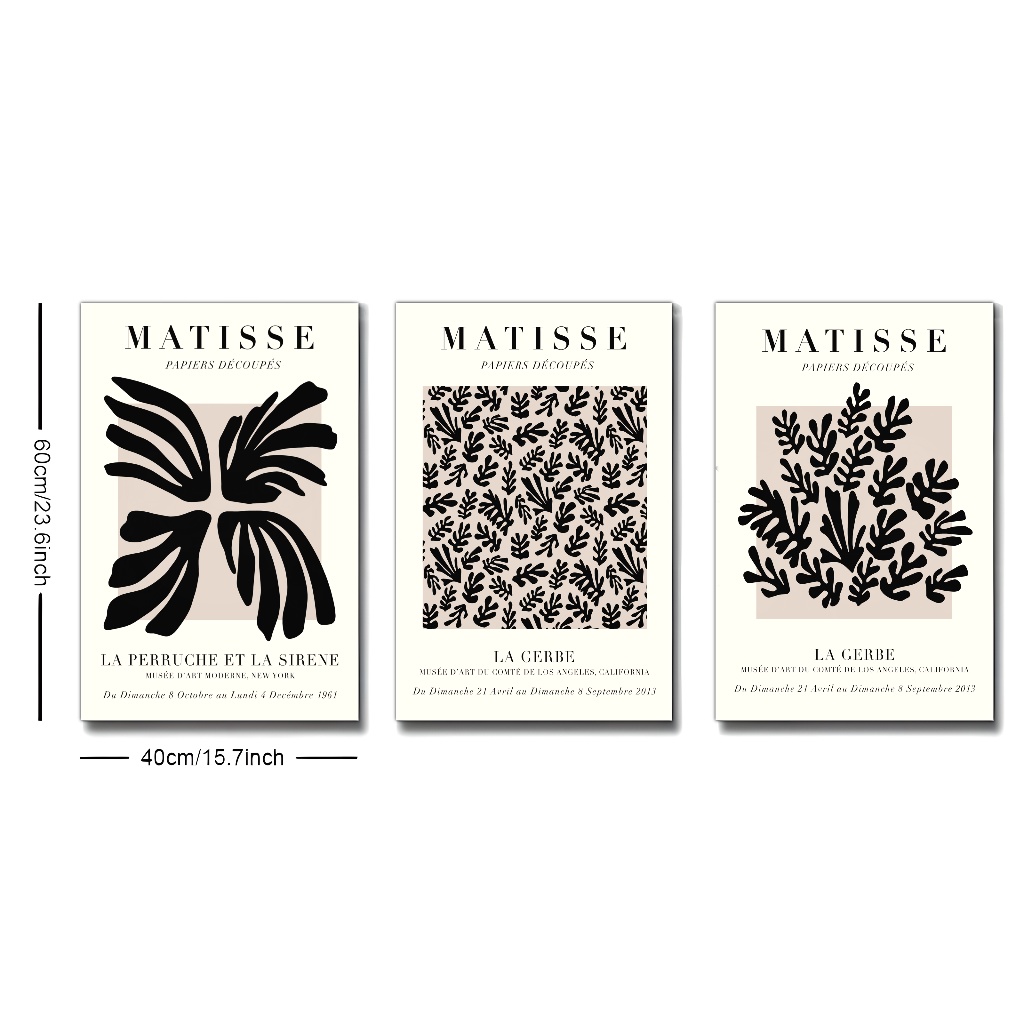 MATISSE
PAPIERS DÉCOUPÉS
LA PERRUCHE ET LA SIRENE
MUSÉE D'ART MODERNE, NEW YORK
Du Dimanche 8 Octobre au Lundi 4 Decémbre 1961
MATISSE
PAPIERS DÉCOUPÉS
LA GERBE
MUSÉE D'ART DU COMTÉ DE LOS ANGELES, CALIFORNIA
Du Dimanche 21 Avril au Dimanche 8 Septembre 2013
MATISSE
PAPIERS DÉCOUPÉS
LA GERBE
MUSÉE D'ART DU COMTÉ DE LOS ANGELES, CALIFORNIA
Du Dimanche 21 Avril au Dimanche 8 Septembre 2013
60cm/23.6inch
40cm/15.7inch